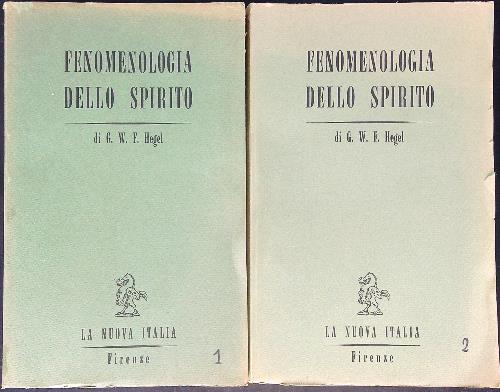 FENOMENOLOGIA
DELLO SPIRITO
di G. W. F. Hegel
LA NUOVA ITALIA
Firenze
1
FENOMENOLOGIA
DELLO SPIRITO
di G. W. F. Hegel
LA NUOVA ITALIA
Firenze
2